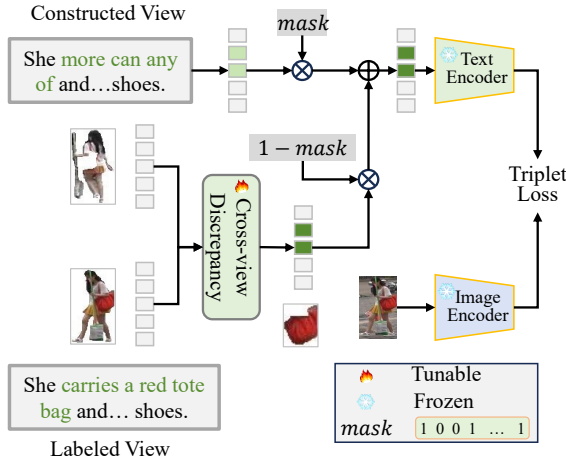 Constructed View
She more can any
of and…shoes.
mask
Text
Encoder
1 − mask
Cross-view
Discrepancy
Triplet
Loss
Image
Encoder
She carries a red tote
bag and… shoes.
Labeled View
Tunable
Frozen
mask 1 0 0 1 … 1